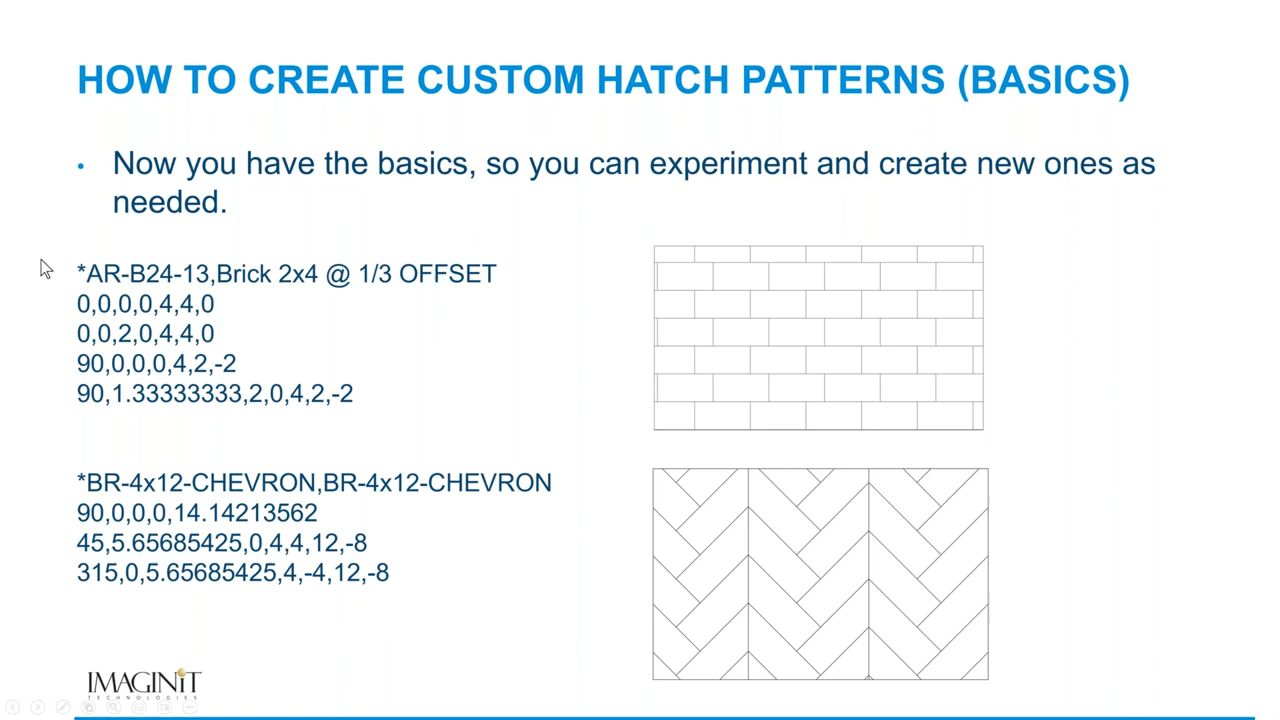 HOW TO CREATE CUSTOM HATCH PATTERNS (BASICS)
• Now you have the basics, so you can experiment and create new ones as
needed.
*AR-B24-13,Brick 2x4 @ 1/3 OFFSET
0,0,0,0,4,4,0
0,0,2,0,4,4,0
90,0,0,0,4,2,-2
90,1.33333333,2,0,4,2,-2
*BR-4x12-CHEVRON,BR-4x12-CHEVRON
90,0,0,0,14.14213562
45,5.65685425,0,4,4,12,-8
315,0,5.65685425,4,-4,12,-8
IMAGINiT
TECHNOLOGIES